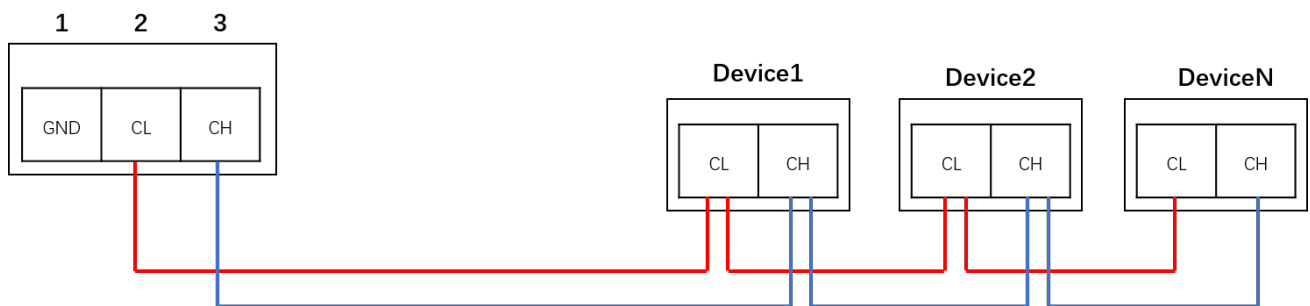 1 2 3
Device1 Device2 DeviceN
GND CL CH
CL CH CL CH CL CH